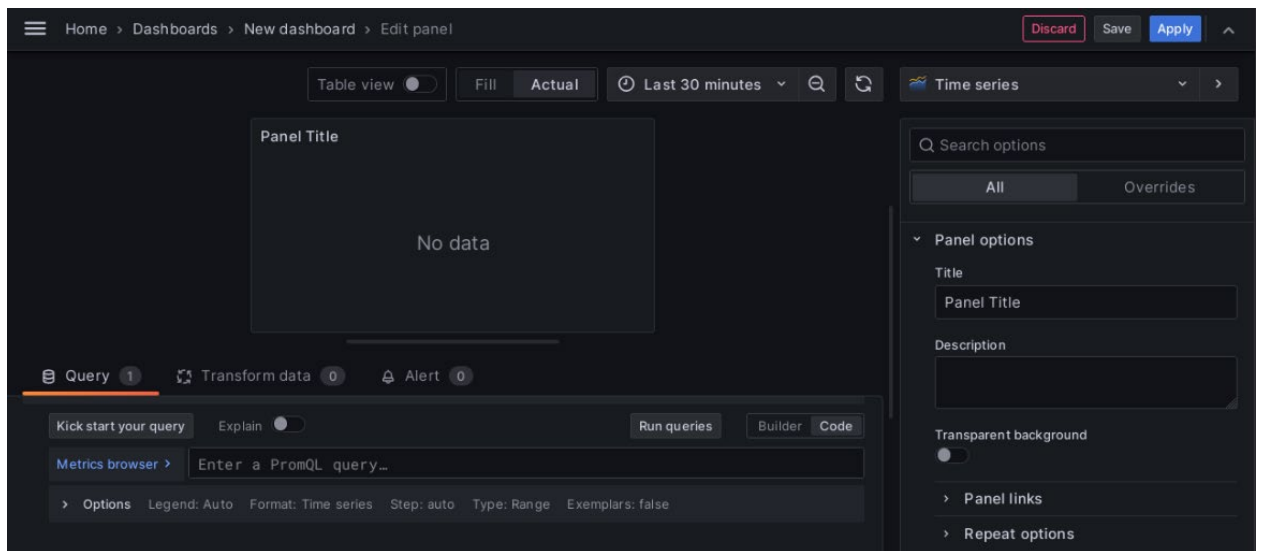 Home › Dashboards › New dashboard › Edit panel
Discard Save Apply
Table view Fill Actual Last 30 minutes
Time series
Panel Title
No data
Search options
All Overrides
Panel options
Title
Panel Title
Description
Transparent background
Panel links
Repeat options
Query 1 Transform data 0 Alert 0
Kick start your query Explain Run queries Builder Code
Metrics browser > Enter a PromQL query…
> Options Legend: Auto Format: Time series Step: auto Type: Range Exemplars: false